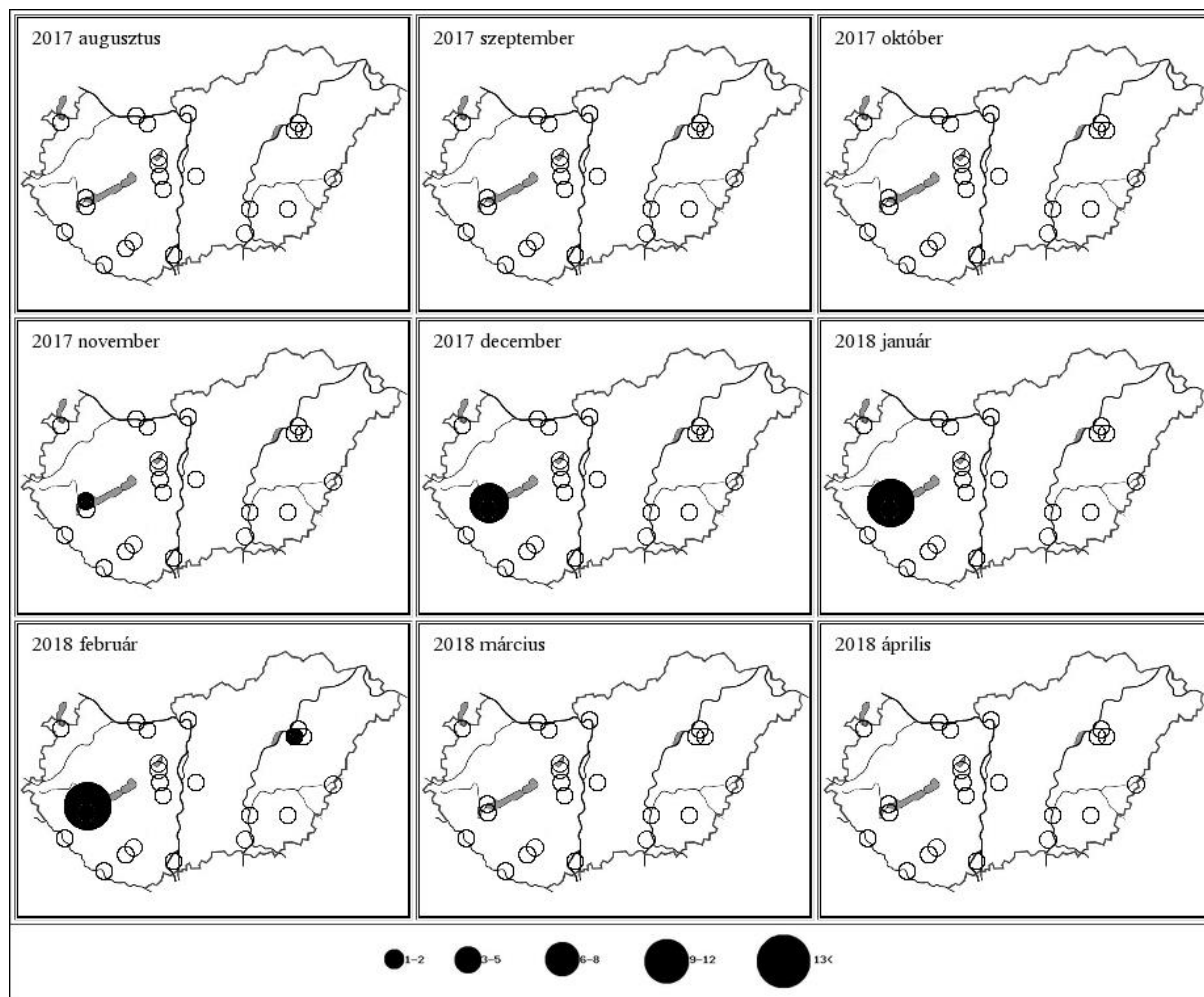 2017 augusztus
2017 szeptember
2017 október
2017 november
2017 december
2018 január
2018 február
2018 március
2018 április
1-2
3-5
6-8
9-12
13<